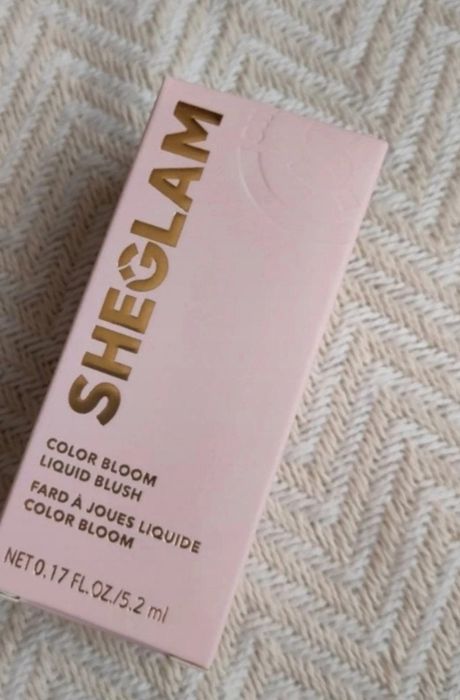 SHEGLAM
COLOR BLOOM
LIQUID BLUSH
FARD À JOUES LIQUIDE
COLOR BLOOM
NET 0.17 FL.OZ./5.2 ml